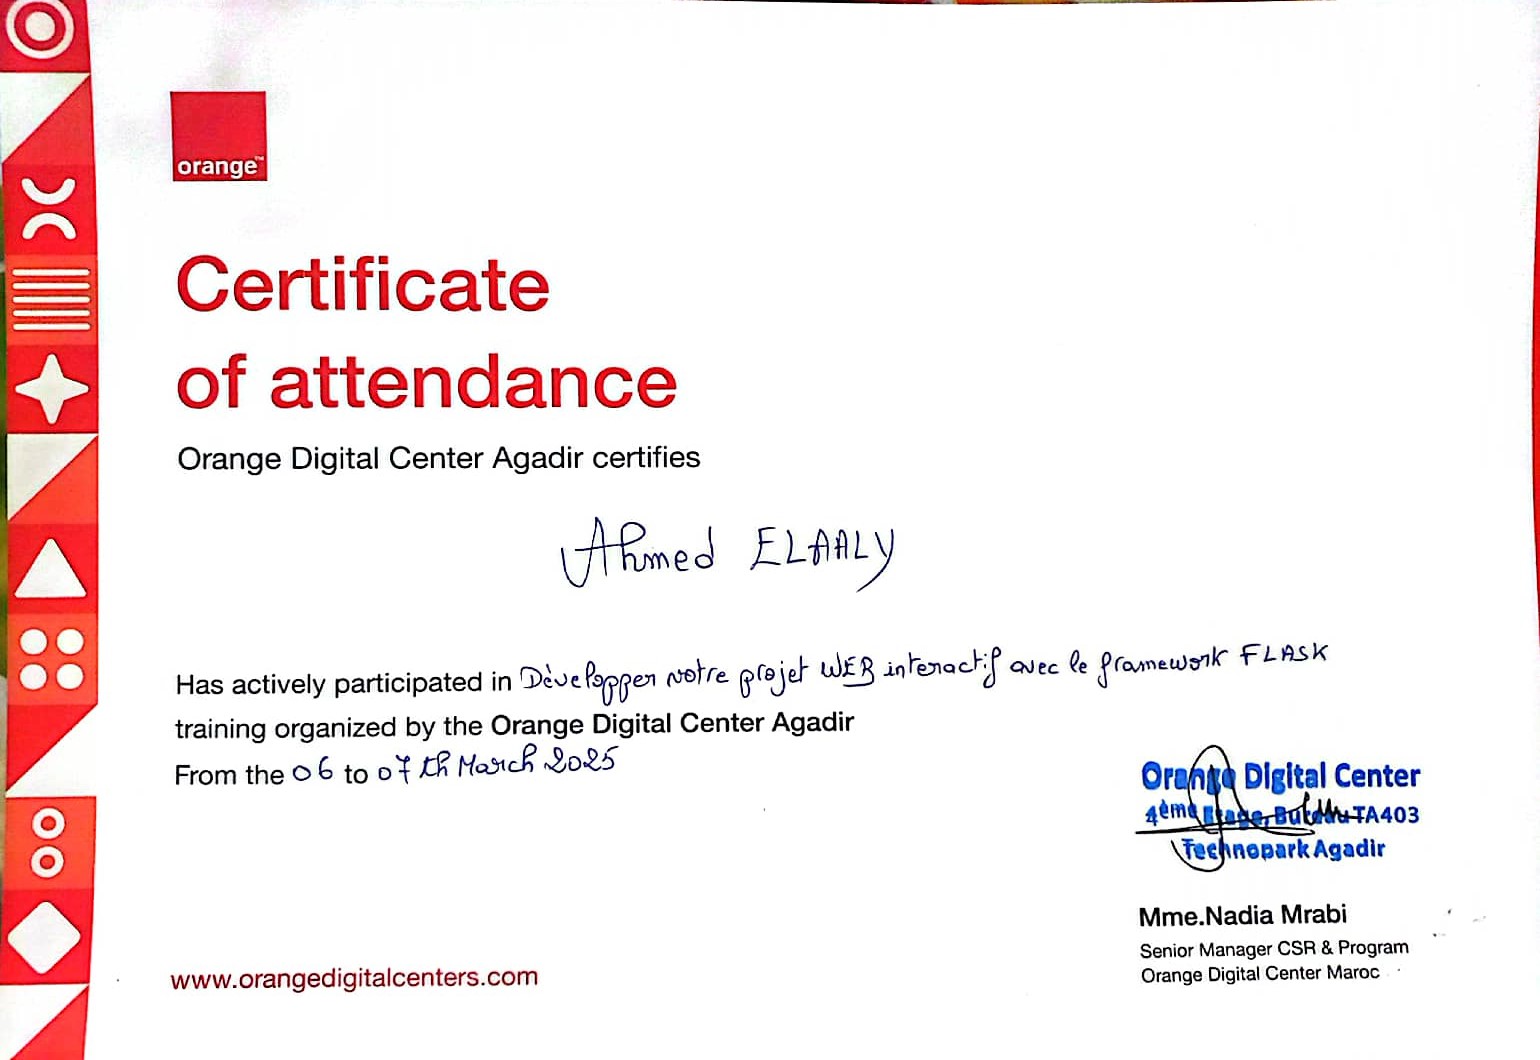 orange™
Certificate
of attendance
Orange Digital Center Agadir certifies
Ahmed ELAALY
Has actively participated in Développer votre projet WEB interactif avec le framework FLASK
training organized by the Orange Digital Center Agadir
From the 06 to 07 th March 2025
Orange Digital Center
4ème Etage, Bureau TA403
Technopark Agadir
Mme.Nadia Mrabi
Senior Manager CSR & Program
Orange Digital Center Maroc
www.orangedigitalcenters.com